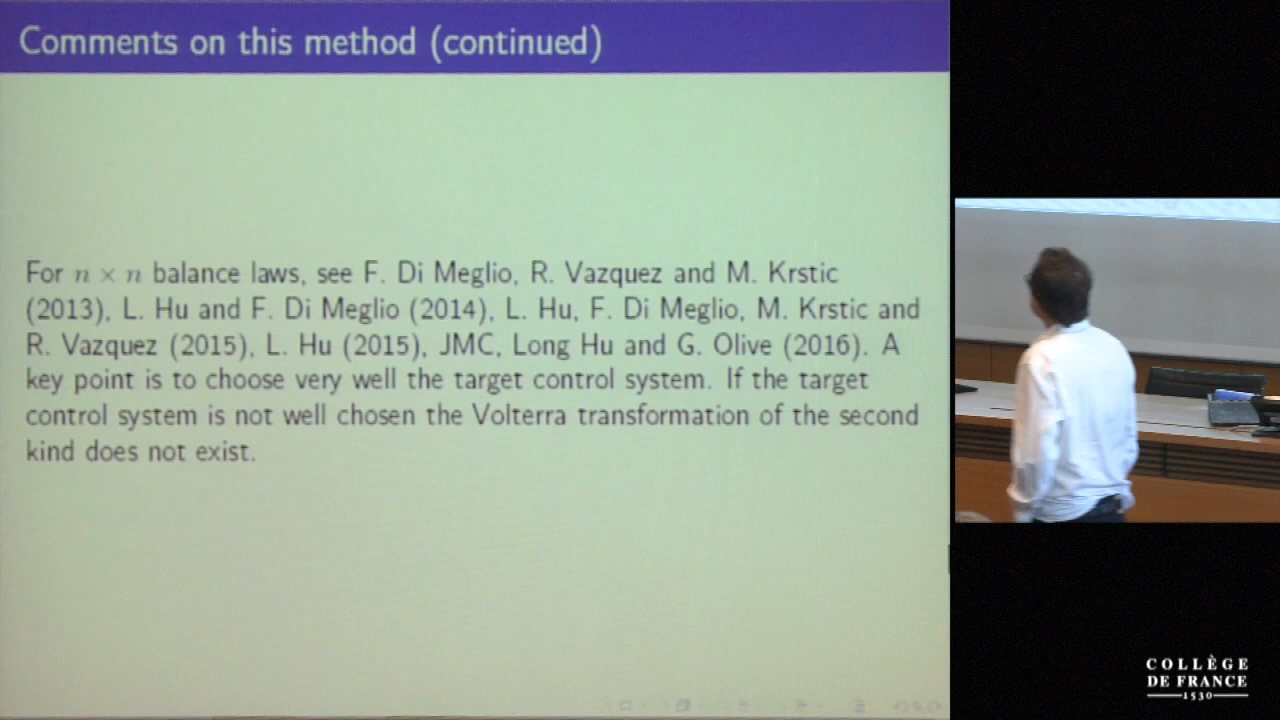 Comments on this method (continued)
For n × n balance laws, see F. Di Meglio, R. Vazquez and M. Krstic
(2013), L. Hu and F. Di Meglio (2014), L. Hu, F. Di Meglio, M. Krstic and
R. Vazquez (2015), L. Hu (2015), JMC, Long Hu and G. Olive (2016). A
key point is to choose very well the target control system. If the target
control system is not well chosen the Volterra transformation of the second
kind does not exist.
COLLÈGE
DE FRANCE
1530